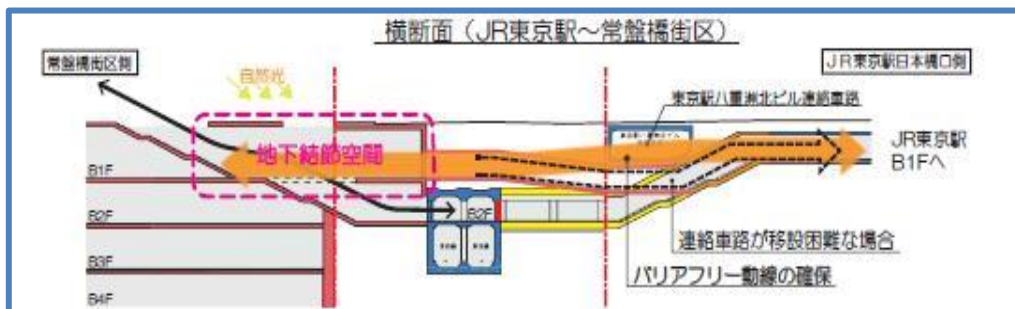 横断面（JR東京駅～常盤橋街区）
常盤橋街区側
自然光
JR東京駅日本橋口側
東京駅八重洲北ビル連絡車路
地下結節空間
JR東京駅
B1Fへ
B1F
B2F
B2F
連絡車路が移設困難な場合
B3F
バリアフリー動線の確保
B4F